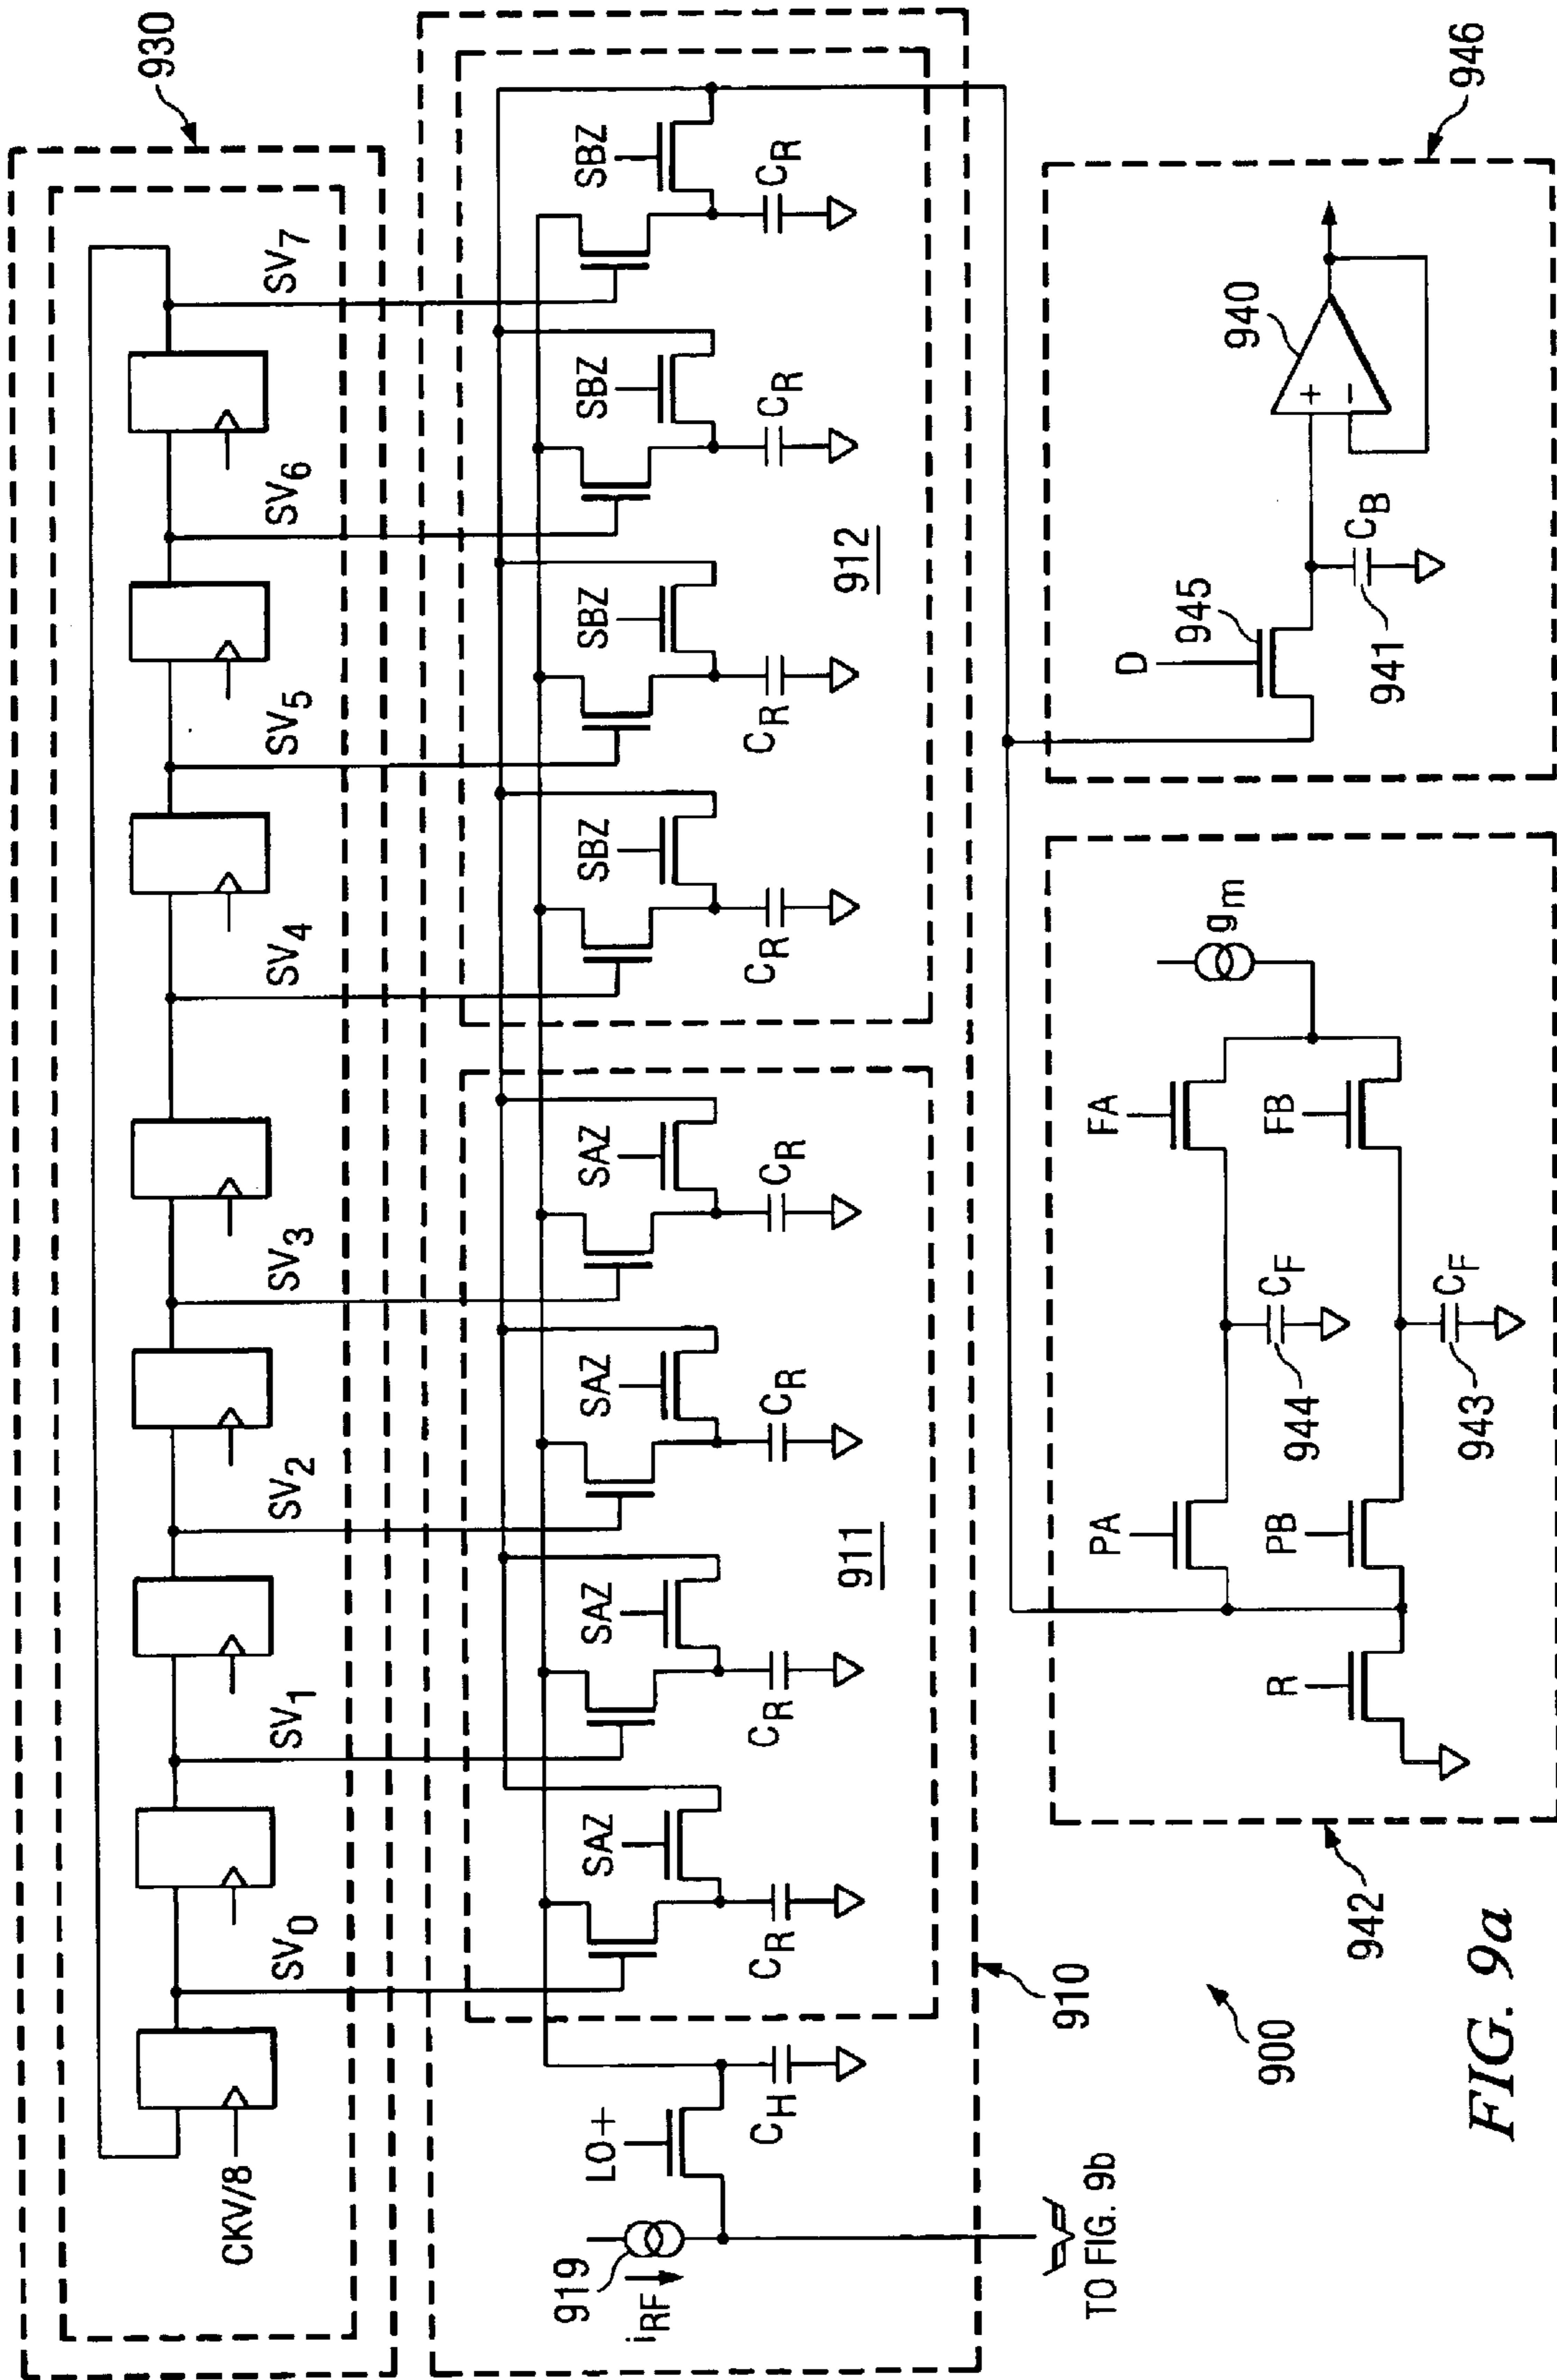 930
CKV/8
SV0
SV1
SV2
SV3
SV4
SV5
SV6
SV7
919
iRF
LO+
CH
SAZ
CR
SAZ
CR
SAZ
CR
SAZ
CR
911
SBZ
CR
SBZ
CR
SBZ
CR
SBZ
CR
912
910
TO FIG. 9b
900
942
R
PA
PB
944
CF
943
CF
FA
FB
gm
D
945
941
CB
+
−
940
946
FIG. 9a